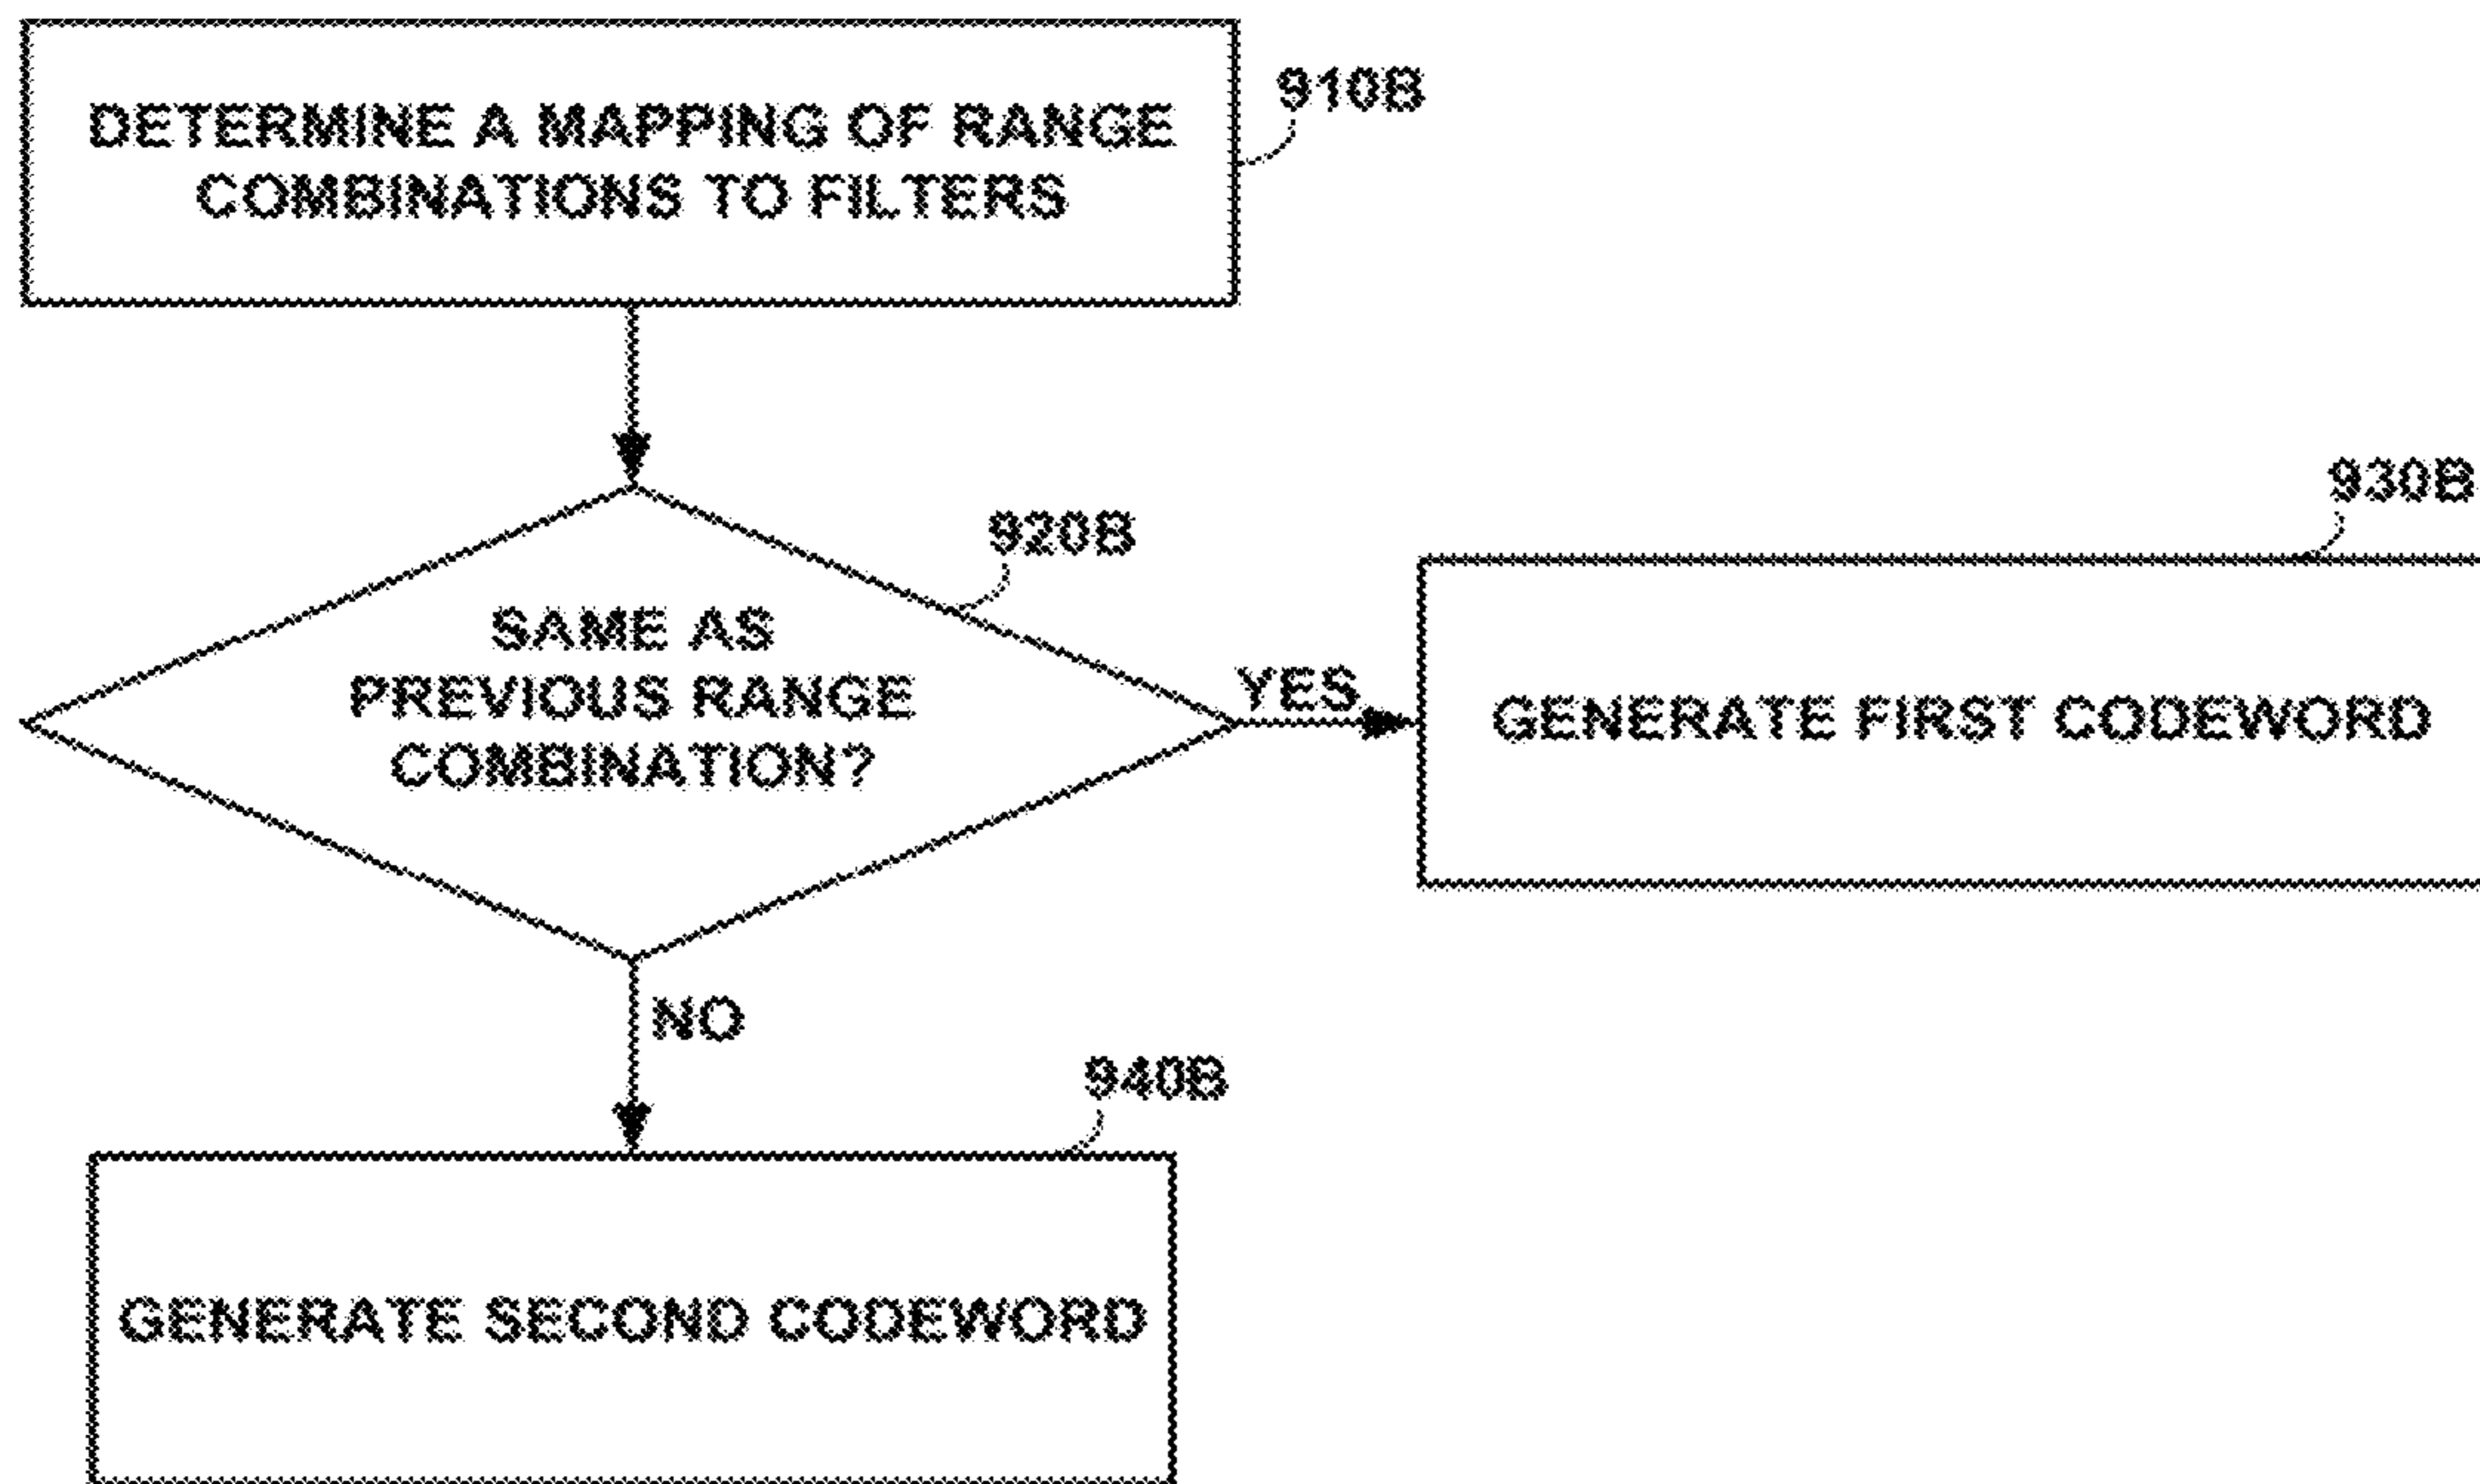 DETERMINE A MAPPING OF RANGE
COMBINATIONS TO FILTERS
910B
SAME AS
PREVIOUS RANGE
COMBINATION?
920B
YES
930B
GENERATE FIRST CODEWORD
NO
940B
GENERATE SECOND CODEWORD